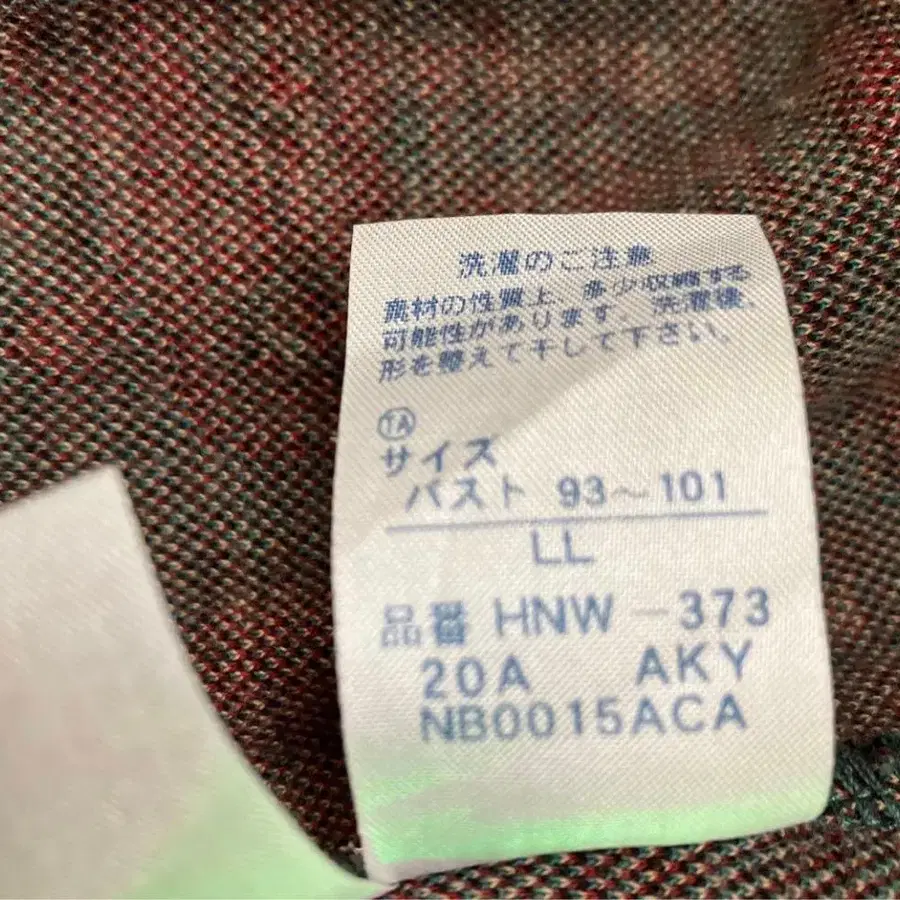 洗濯のご注意
素材の性質上、多少収縮する
可能性があります。洗濯後、
形を整えて干して下さい。
TA
サイズ
バスト 93〜101
LL
品番 HNW-373
20A AKY
NB0015ACA